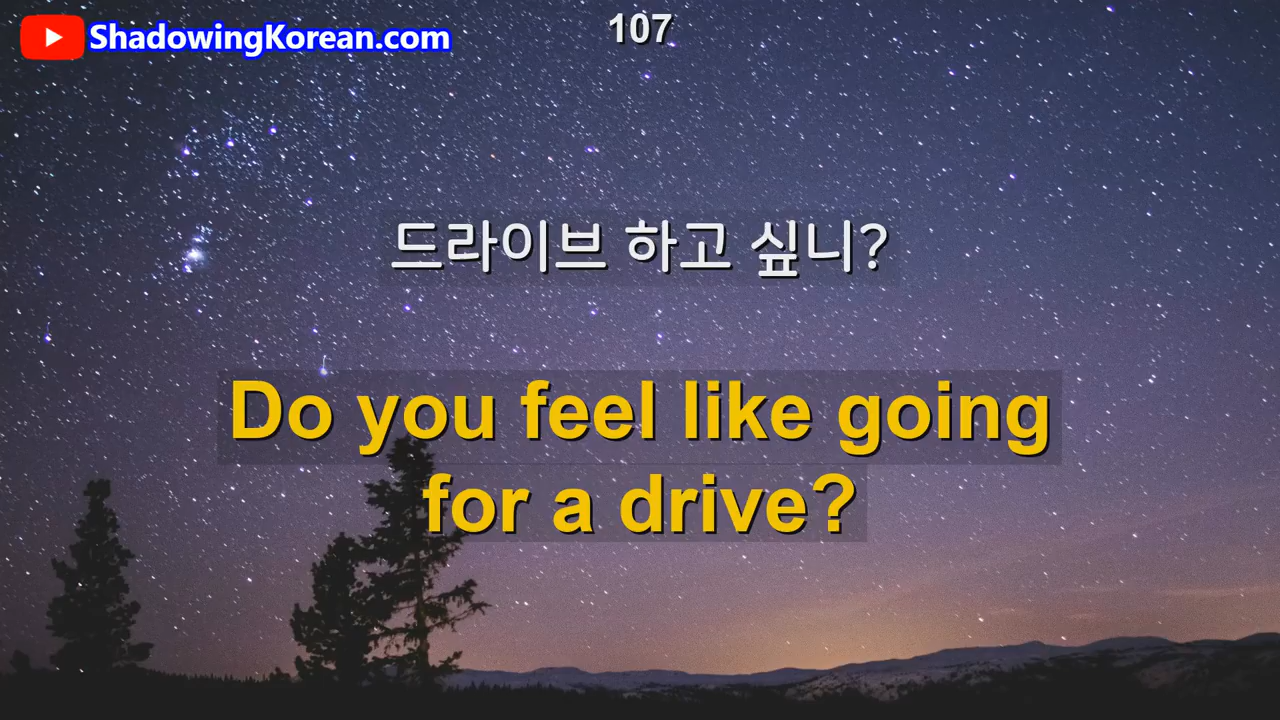 ShadowingKorean.com
107
드라이브 하고 싶니?
Do you feel like going
for a drive?